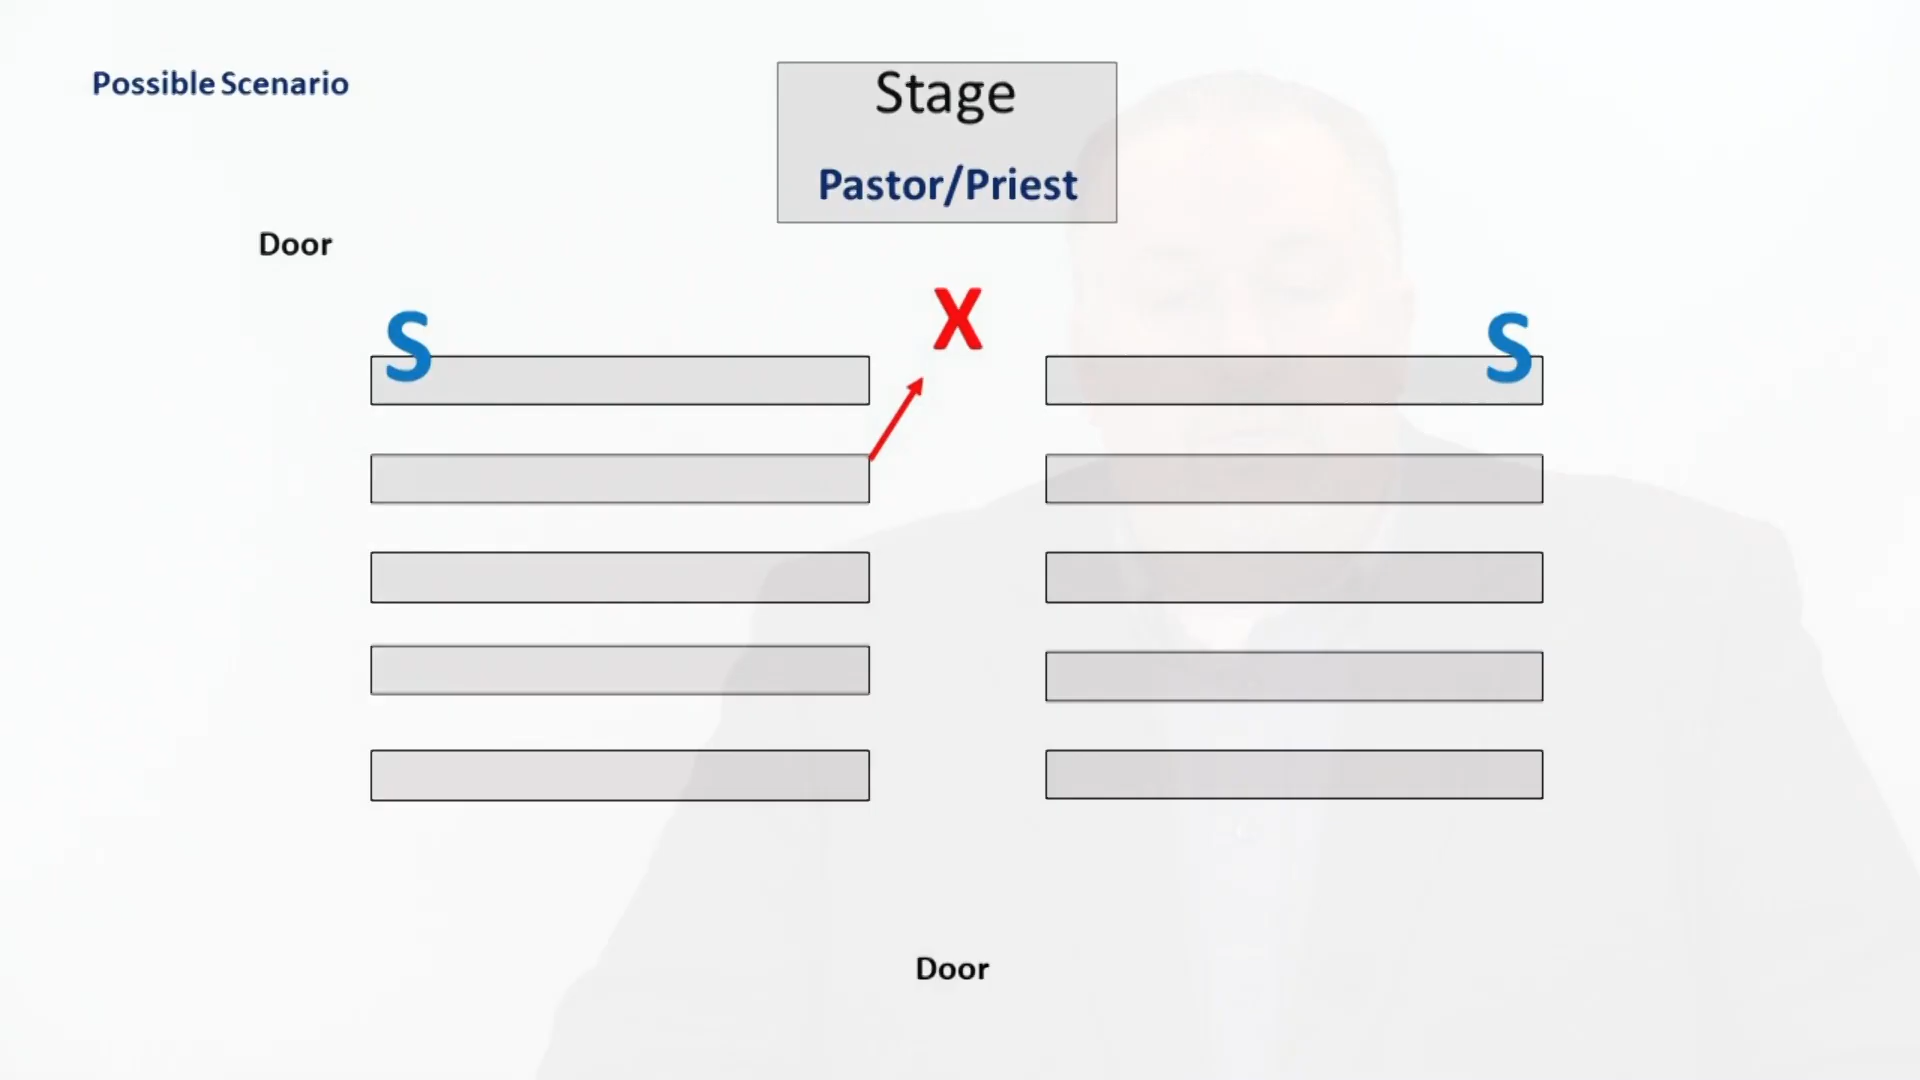 Possible Scenario
Stage
Pastor/Priest
Door
X
S
S
Door